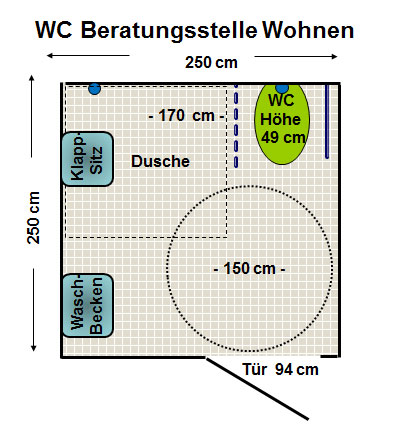 WC Beratungsstelle Wohnen
250 cm
WC
Höhe
49 cm
- 170 cm -
Klapp-
Sitz
Dusche
250 cm
- 150 cm -
Wasch-
Becken
Tür 94 cm